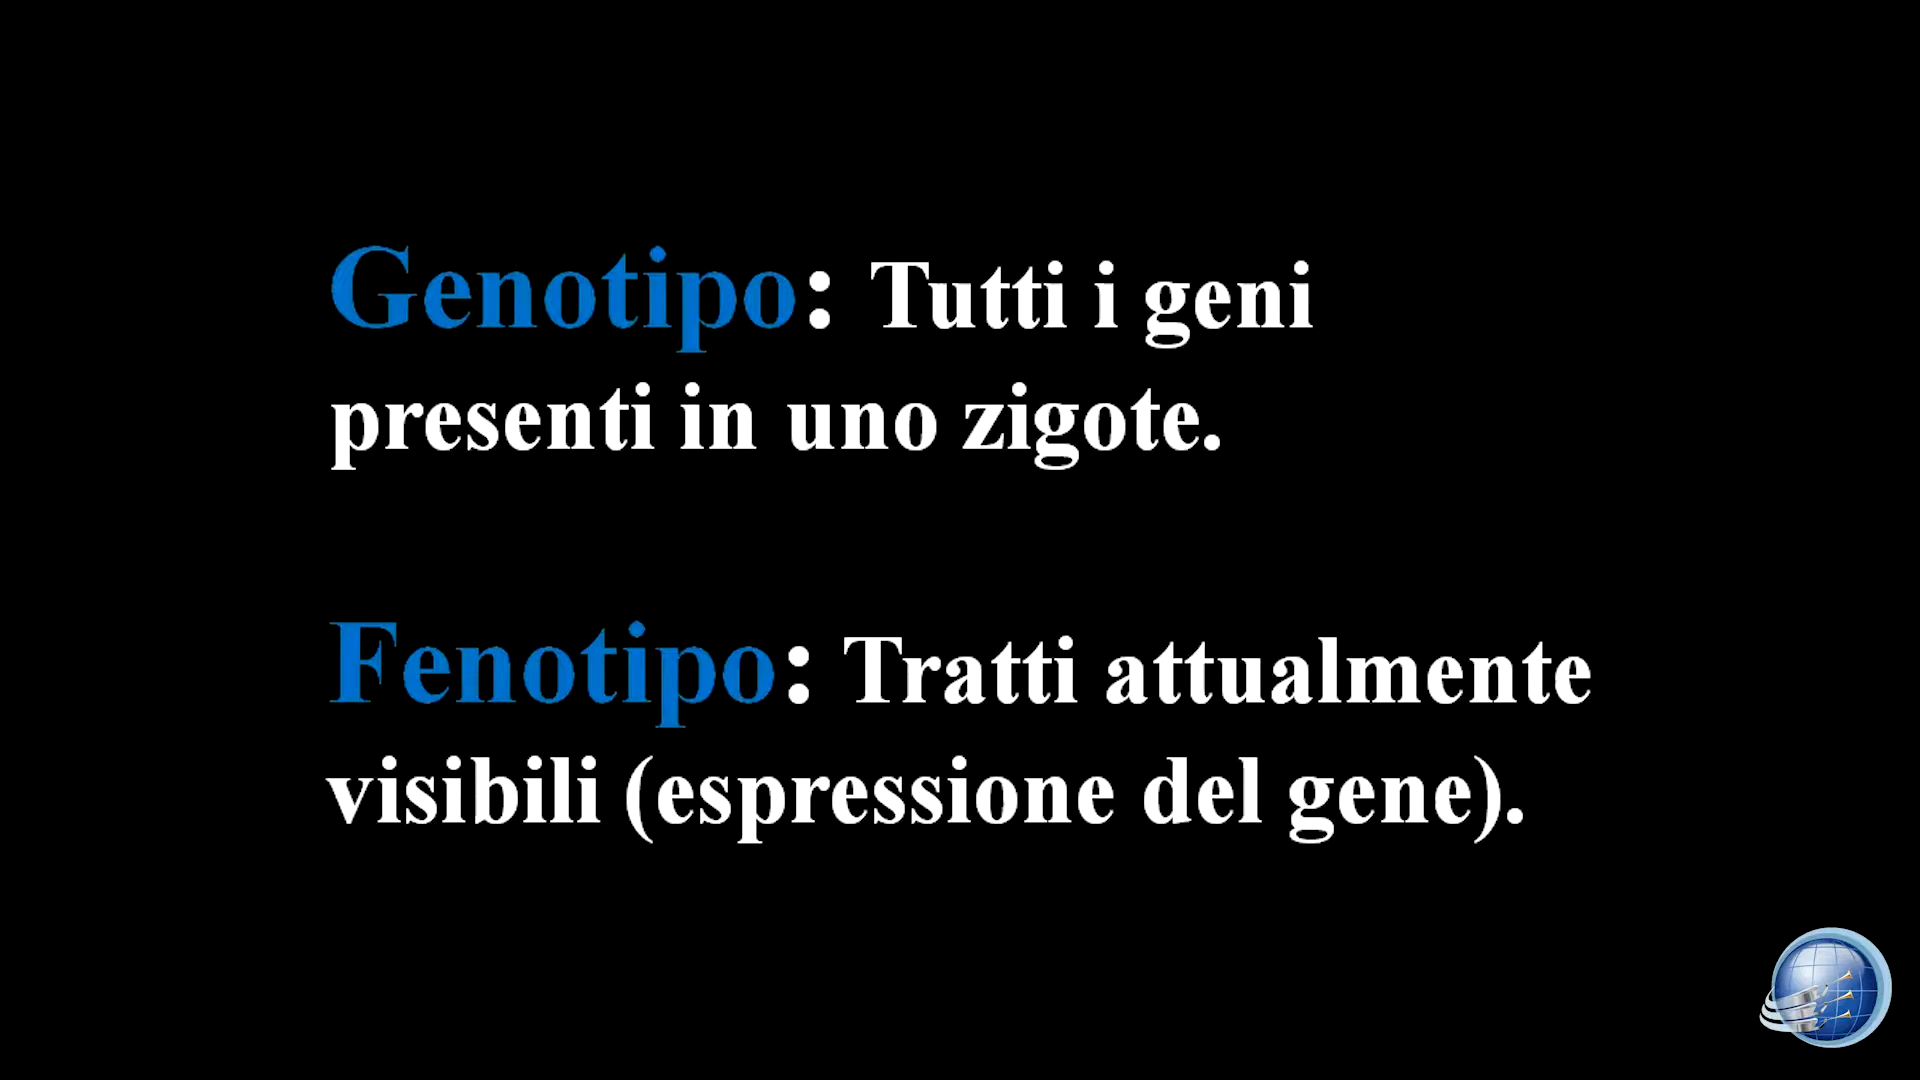 Genotipo: Tutti i geni
presenti in uno zigote.
Fenotipo: Tratti attualmente
visibili (espressione del gene).